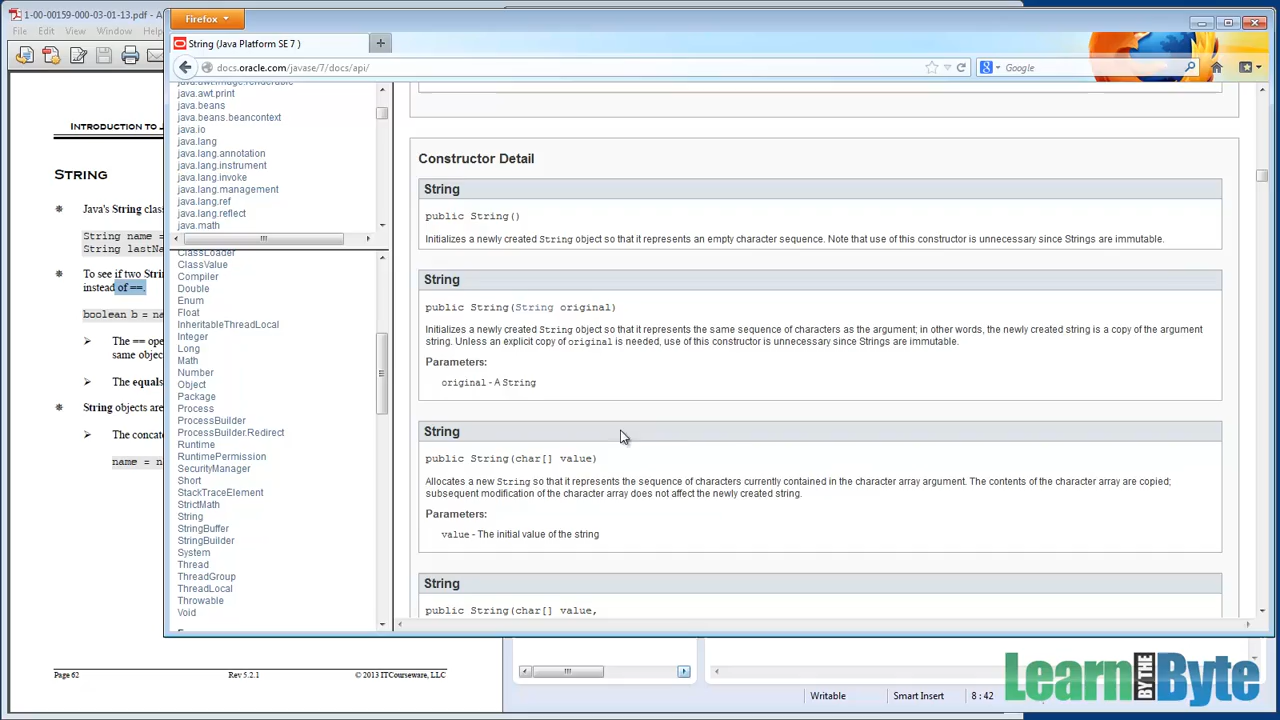 1-00-00159-000-03-01-13.pdf - A
File Edit View Window
INTRODUCTION TO J
STRING
Java's String clas
String name =
String lastNa
To see if two Stri
instead of ==.
boolean b = na
The == ope
same objec
The equals
String objects are
The concate
name = n
Page 62 Rev 5.2.1 © 2013 ITCourseware, LLC
Firefox
String (Java Platform SE 7 )
docs.oracle.com/javase/7/docs/api/
Google
java.awt.image.renderable
java.awt.print
java.beans
java.beans.beancontext
java.io
java.lang
java.lang.annotation
java.lang.instrument
java.lang.invoke
java.lang.management
java.lang.ref
java.lang.reflect
java.math
ClassLoader
ClassValue
Compiler
Double
Enum
Float
InheritableThreadLocal
Integer
Long
Math
Number
Object
Package
Process
ProcessBuilder
ProcessBuilder.Redirect
Runtime
RuntimePermission
SecurityManager
Short
StackTraceElement
StrictMath
String
StringBuffer
StringBuilder
System
Thread
ThreadGroup
ThreadLocal
Throwable
Void
Constructor Detail
String
public String()
Initializes a newly created String object so that it represents an empty character sequence. Note that use of this constructor is unnecessary since Strings are immutable.
String
public String(String original)
Initializes a newly created String object so that it represents the same sequence of characters as the argument; in other words, the newly created string is a copy of the argument
string. Unless an explicit copy of original is needed, use of this constructor is unnecessary since Strings are immutable.
Parameters:
original - A String
String
public String(char[] value)
Allocates a new String so that it represents the sequence of characters currently contained in the character array argument. The contents of the character array are copied;
subsequent modification of the character array does not affect the newly created string.
Parameters:
value - The initial value of the string
String
public String(char[] value,
Writable Smart Insert 8 : 42
Learn BY THE Byte